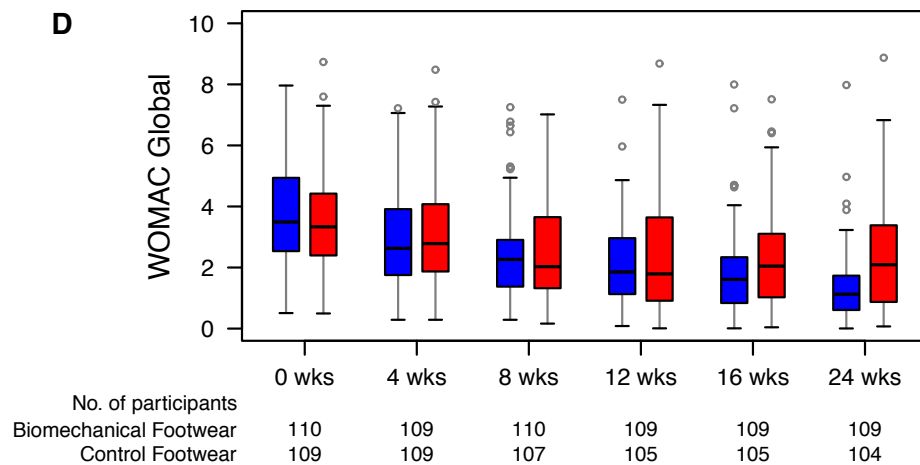 D
WOMAC Global
10
8
6
4
2
0
0 wks 4 wks 8 wks 12 wks 16 wks 24 wks
No. of participants
Biomechanical Footwear 110 109 110 109 109 109
Control Footwear 109 109 107 105 105 104